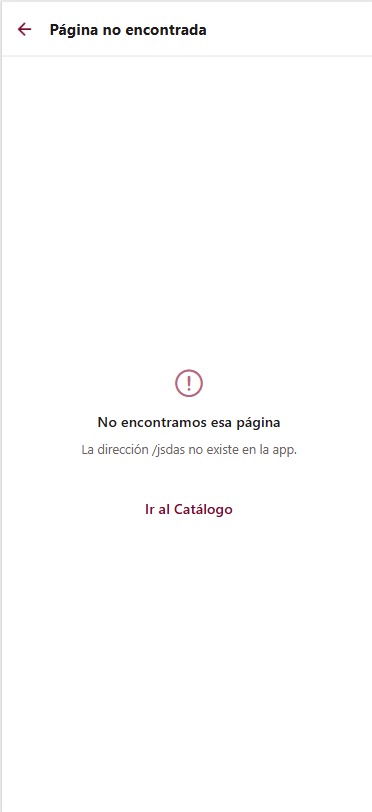 Página no encontrada
No encontramos esa página
La dirección /jsdas no existe en la app.
Ir al Catálogo